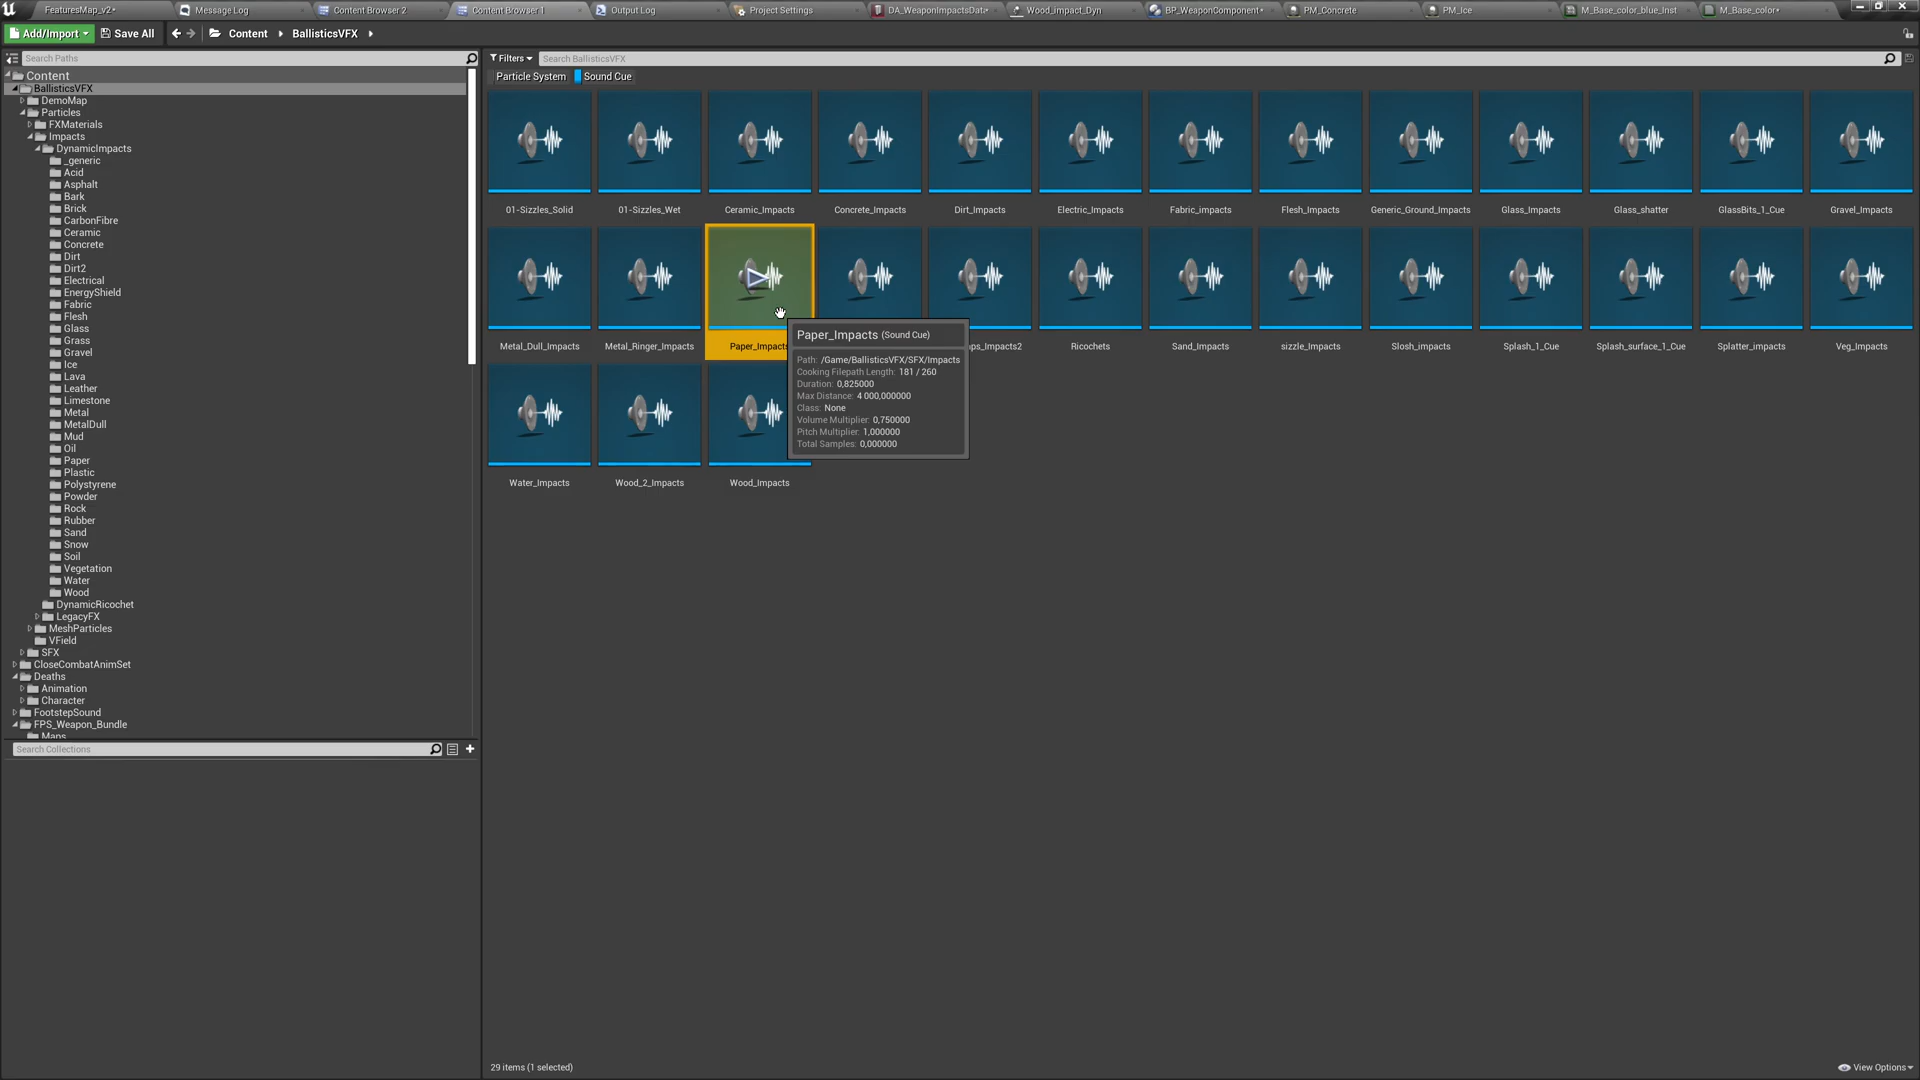 FeaturesMap_v2*
Message Log
Content Browser 2
Content Browser 1
Output Log
Project Settings
DA_WeaponImpactsData*
Wood_impact_Dyn
BP_WeaponComponent*
PM_Concrete
PM_Ice
M_Base_color_blue_Inst
M_Base_color*
Add/Import
Save All
Content
BallisticsVFX
Search Paths
Filters
Search BallisticsVFX
Particle System
Sound Cue
Content
BallisticsVFX
DemoMap
Particles
FXMaterials
Impacts
DynamicImpacts
_generic
Acid
Asphalt
Bark
Brick
CarbonFibre
Ceramic
Concrete
Dirt
Dirt2
Electrical
EnergyShield
Fabric
Flesh
Glass
Grass
Gravel
Ice
Lava
Leather
Limestone
Metal
MetalDull
Mud
Oil
Paper
Plastic
Polystyrene
Powder
Rock
Rubber
Sand
Snow
Soil
Vegetation
Water
Wood
DynamicRicochet
LegacyFX
MeshParticles
VField
SFX
CloseCombatAnimSet
Deaths
Animation
Character
FootstepSound
FPS_Weapon_Bundle
Maps
Search Collections
01-Sizzles_Solid
01-Sizzles_Wet
Ceramic_Impacts
Concrete_Impacts
Dirt_Impacts
Electric_Impacts
Fabric_impacts
Flesh_Impacts
Generic_Ground_Impacts
Glass_Impacts
Glass_shatter
GlassBits_1_Cue
Gravel_Impacts
Metal_Dull_Impacts
Metal_Ringer_Impacts
Paper_Impacts
ps_Impacts2
Ricochets
Sand_Impacts
sizzle_Impacts
Slosh_impacts
Splash_1_Cue
Splash_surface_1_Cue
Splatter_impacts
Veg_Impacts
Water_Impacts
Wood_2_Impacts
Wood_Impacts
Paper_Impacts (Sound Cue)
Path: /Game/BallisticsVFX/SFX/Impacts
Cooking Filepath Length: 181 / 260
Duration: 0,825000
Max Distance: 4 000,000000
Class: None
Volume Multiplier: 0,750000
Pitch Multiplier: 1,000000
Total Samples: 0,000000
29 items (1 selected)
View Options